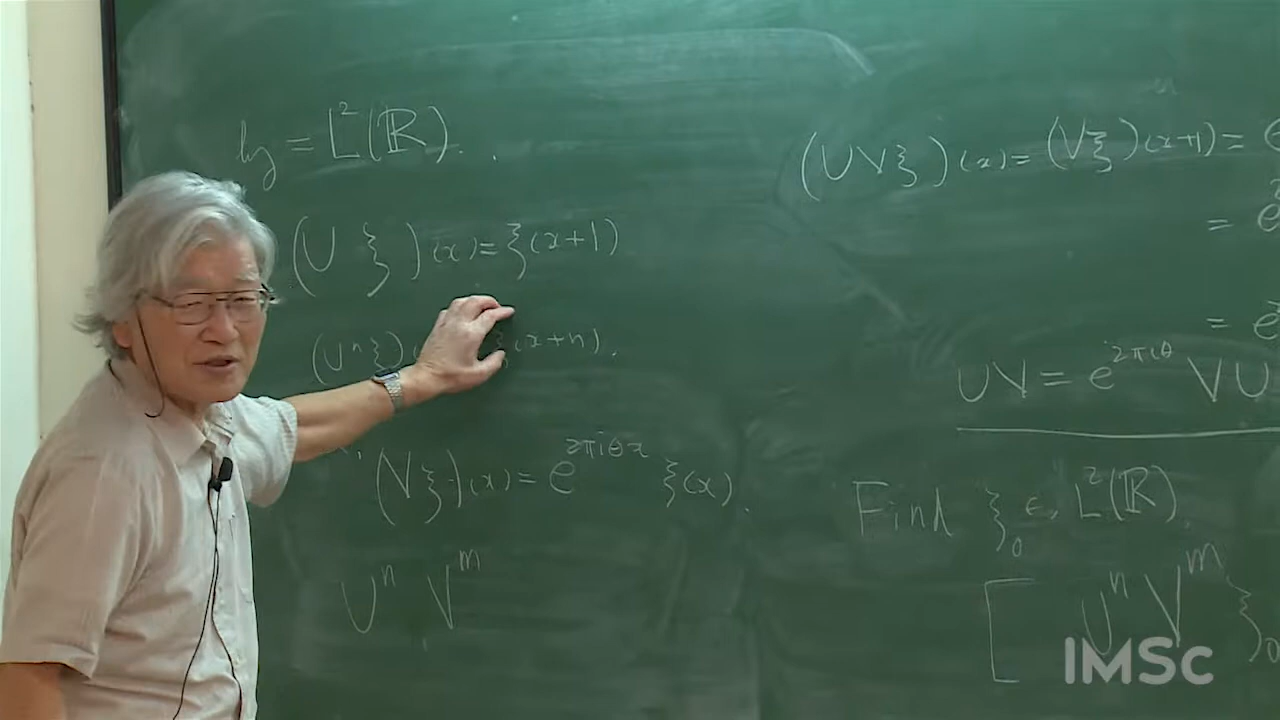 𝔥 = L²(ℝ).
(U ξ)(x) = ξ(x+1)
(Uⁿξ)( ξ(x+n).
(Vξ)(x) = e^{2πiθx} ξ(x).
Uⁿ Vᵐ
(UVξ)(x) = (Vξ)(x+1) =
= e
= e
UV = e^{2πiθ} VU
Find ξ₀ ∈ L²(ℝ).
[ Uⁿ Vᵐ ξ₀
IMSc